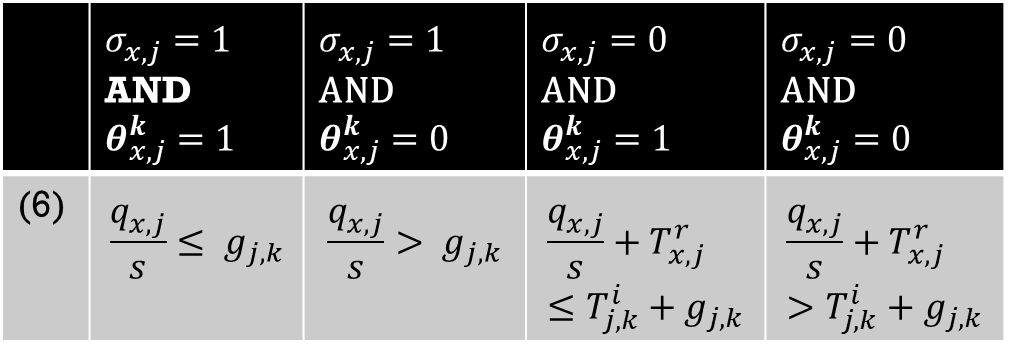 σ_{x,j} = 1 AND θ^k_{x,j} = 1
σ_{x,j} = 1 AND θ^k_{x,j} = 0
σ_{x,j} = 0 AND θ^k_{x,j} = 1
σ_{x,j} = 0 AND θ^k_{x,j} = 0
(6)
q_{x,j}/s ≤ g_{j,k}
q_{x,j}/s > g_{j,k}
q_{x,j}/s + T^r_{x,j} ≤ T^i_{j,k} + g_{j,k}
q_{x,j}/s + T^r_{x,j} > T^i_{j,k} + g_{j,k}